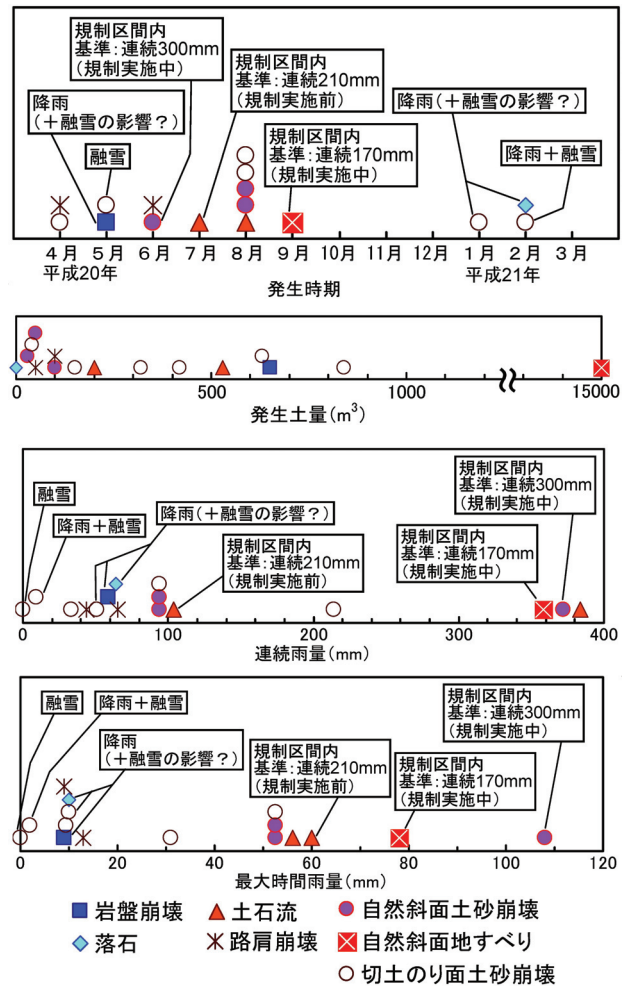 規制区間内
基準：連続300mm
（規制実施中）
規制区間内
基準：連続210mm
（規制実施前）
降雨
（＋融雪の影響？）
降雨（＋融雪の影響？）
規制区間内
基準：連続170mm
（規制実施中）
融雪
降雨＋融雪
4月 5月 6月 7月 8月 9月 10月 11月 12月 1月 2月 3月
平成20年 平成21年
発生時期
0 500 1000 15000
発生土量（m³）
規制区間内
基準：連続300mm
（規制実施中）
融雪
降雨＋融雪
降雨（＋融雪の影響？）
規制区間内
基準：連続210mm
（規制実施前）
規制区間内
基準：連続170mm
（規制実施中）
0 100 200 300 400
連続雨量（mm）
融雪
降雨＋融雪
規制区間内
基準：連続300mm
（規制実施中）
降雨
（＋融雪の影響？）
規制区間内
基準：連続210mm
（規制実施前）
規制区間内
基準：連続170mm
（規制実施中）
0 20 40 60 80 100 120
最大時間雨量（mm）
岩盤崩壊 土石流 自然斜面土砂崩壊
落石 路肩崩壊 自然斜面地すべり
切土のり面土砂崩壊